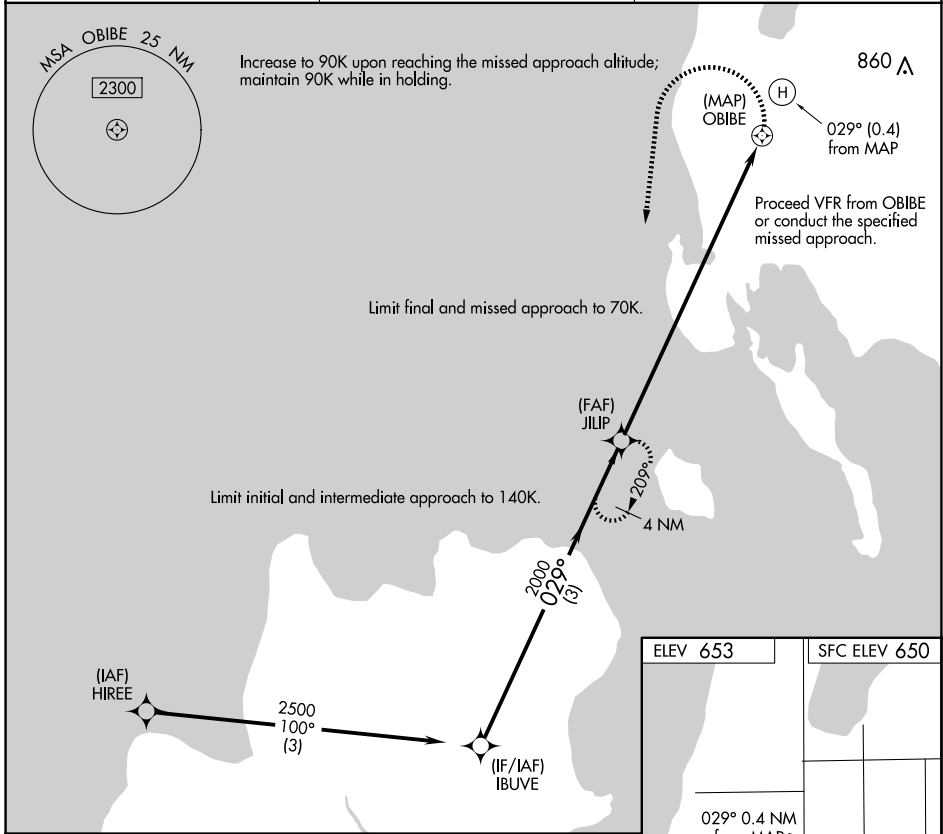 MSA OBIBE 25 NM
2300
Increase to 90K upon reaching the missed approach altitude;
maintain 90K while in holding.
860
(MAP)
OBIBE
H
029° (0.4)
from MAP
Proceed VFR from OBIBE
or conduct the specified
missed approach.
Limit final and missed approach to 70K.
(FAF)
JILIP
209°
4 NM
Limit initial and intermediate approach to 140K.
2000
029°
(3)
(IAF)
HIREE
2500
100°
(3)
(IF/IAF)
IBUVE
ELEV 653
SFC ELEV 650
029° 0.4 NM